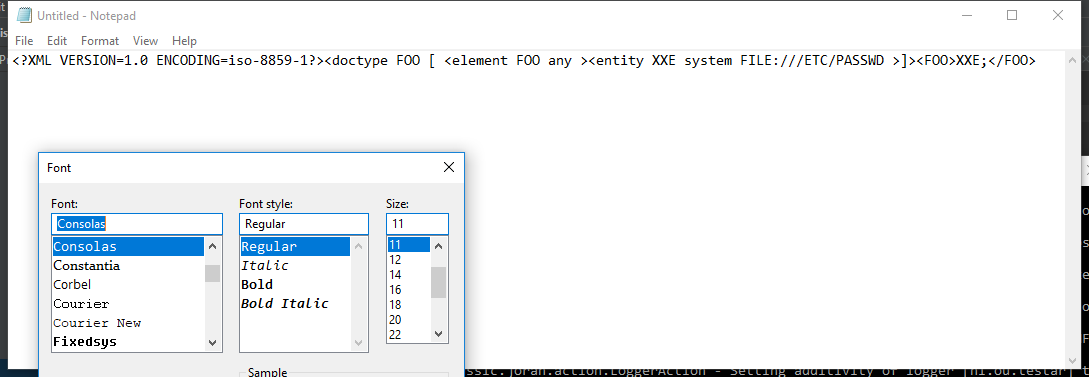 Untitled - Notepad
File Edit Format View Help
<?XML VERSION=1.0 ENCODING=iso-8859-1?><doctype FOO [ <element FOO any ><entity XXE system FILE:///ETC/PASSWD >]><FOO>XXE;</FOO>
Font
Font: Font style: Size:
Consolas Regular 11
Consolas Regular 11
Constantia Italic 12
Corbel Bold 14
Courier Bold Italic 16
Courier New 18
Fixedsys 20
22
Sample
ssic.joran.action.LoggerAction - Setting additivity of logger [nl.ou.testar]